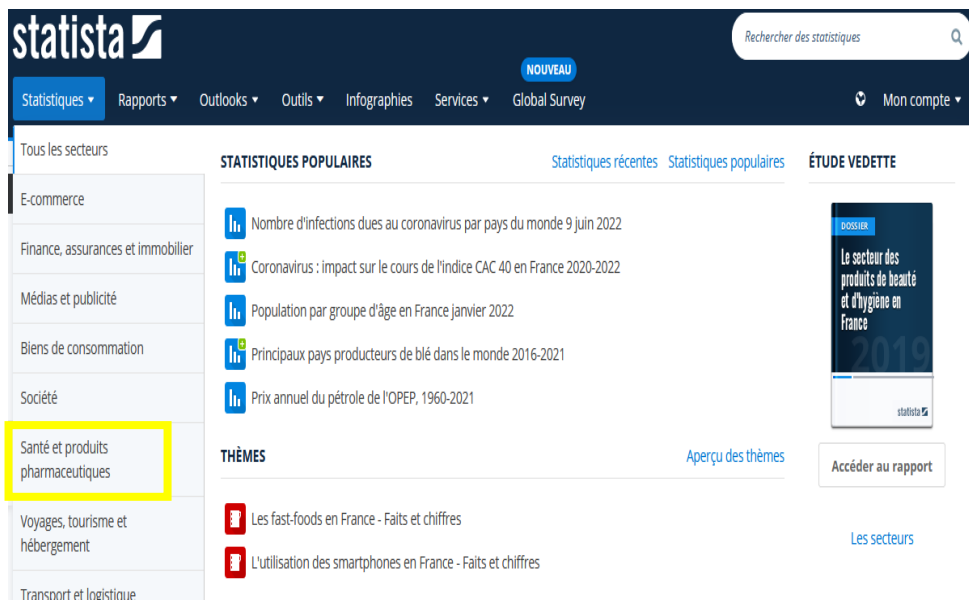 statista
Rechercher des statistiques
NOUVEAU
Statistiques Rapports Outlooks Outils Infographies Services Global Survey Mon compte
Tous les secteurs
E-commerce
Finance, assurances et immobilier
Médias et publicité
Biens de consommation
Société
Santé et produits
pharmaceutiques
Voyages, tourisme et
hébergement
Transport et logistique
STATISTIQUES POPULAIRES Statistiques récentes Statistiques populaires
Nombre d'infections dues au coronavirus par pays du monde 9 juin 2022
Coronavirus : impact sur le cours de l'indice CAC 40 en France 2020-2022
Population par groupe d'âge en France janvier 2022
Principaux pays producteurs de blé dans le monde 2016-2021
Prix annuel du pétrole de l'OPEP, 1960-2021
THÈMES Aperçu des thèmes
Les fast-foods en France - Faits et chiffres
L'utilisation des smartphones en France - Faits et chiffres
ÉTUDE VEDETTE
DOSSIER
Le secteur des
produits de beauté
et d'hygiène en
France
2019
statista
Accéder au rapport
Les secteurs